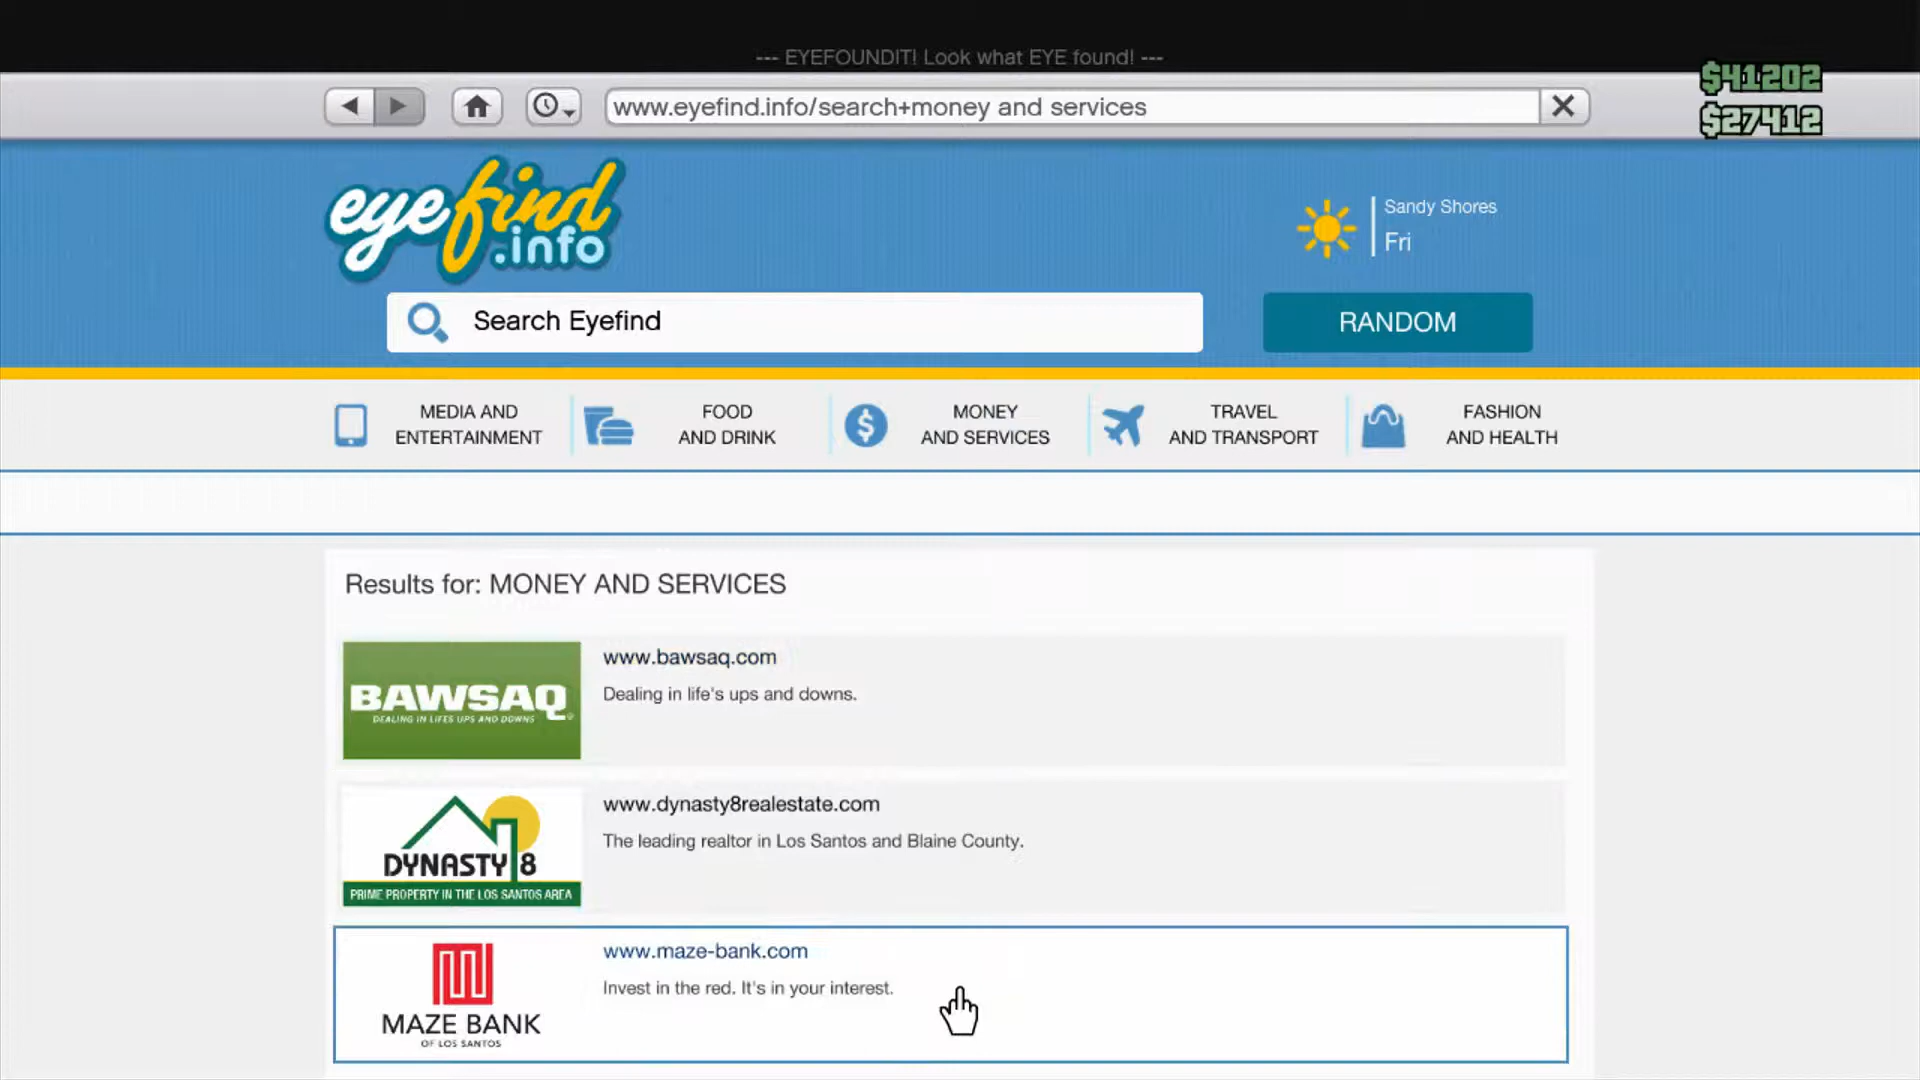 --- EYEFOUNDIT! Look what EYE found! ---
$41202
www.eyefind.info/search+money and services
$27412
eyefind
.info
Sandy Shores
Fri
Search Eyefind
RANDOM
MEDIA AND
ENTERTAINMENT
FOOD
AND DRINK
MONEY
AND SERVICES
TRAVEL
AND TRANSPORT
FASHION
AND HEALTH
Results for: MONEY AND SERVICES
BAWSAQ
DEALING IN LIFES UPS AND DOWNS
www.bawsaq.com
Dealing in life's ups and downs.
DYNASTY 8
PRIME PROPERTY IN THE LOS SANTOS AREA
www.dynasty8realestate.com
The leading realtor in Los Santos and Blaine County.
MAZE BANK
OF LOS SANTOS
www.maze-bank.com
Invest in the red. It's in your interest.